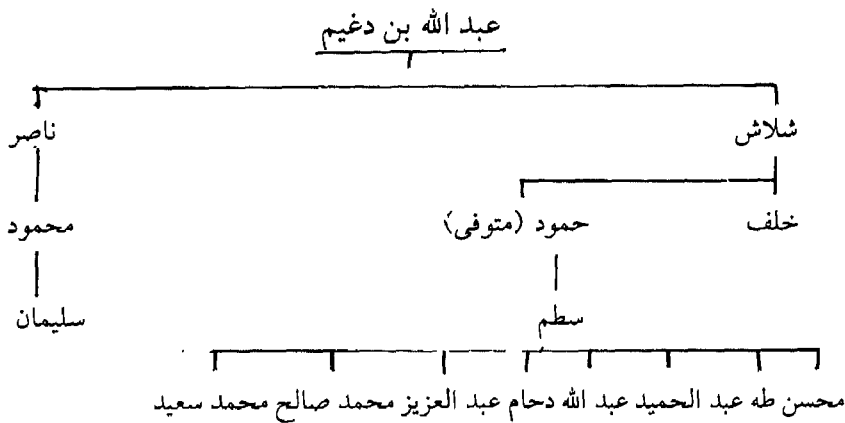 عبد الله بن دغيم
شلاش ناصر
خلف حمود (متوفى) محمود
سطم سليمان
محسن طه عبد الحميد عبد الله دحام عبد العزيز محمد صالح محمد سعيد